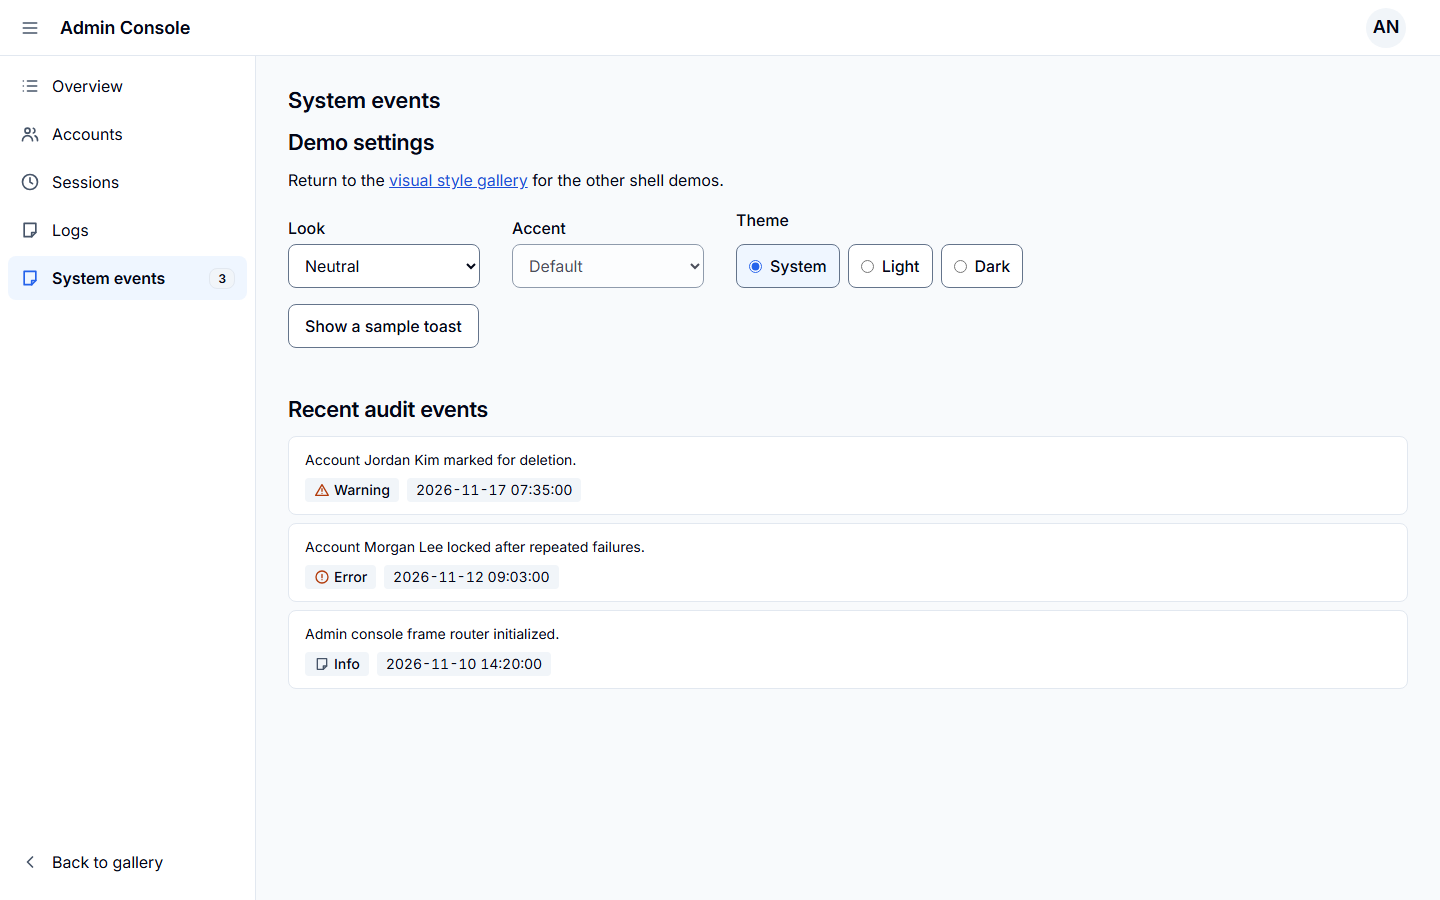 Admin Console
AN
Overview
Accounts
Sessions
Logs
System events 3
Back to gallery
System events
Demo settings
Return to the visual style gallery for the other shell demos.
Look
Accent
Theme
Neutral
Default
System
Light
Dark
Show a sample toast
Recent audit events
Account Jordan Kim marked for deletion.
Warning 2026-11-17 07:35:00
Account Morgan Lee locked after repeated failures.
Error 2026-11-12 09:03:00
Admin console frame router initialized.
Info 2026-11-10 14:20:00